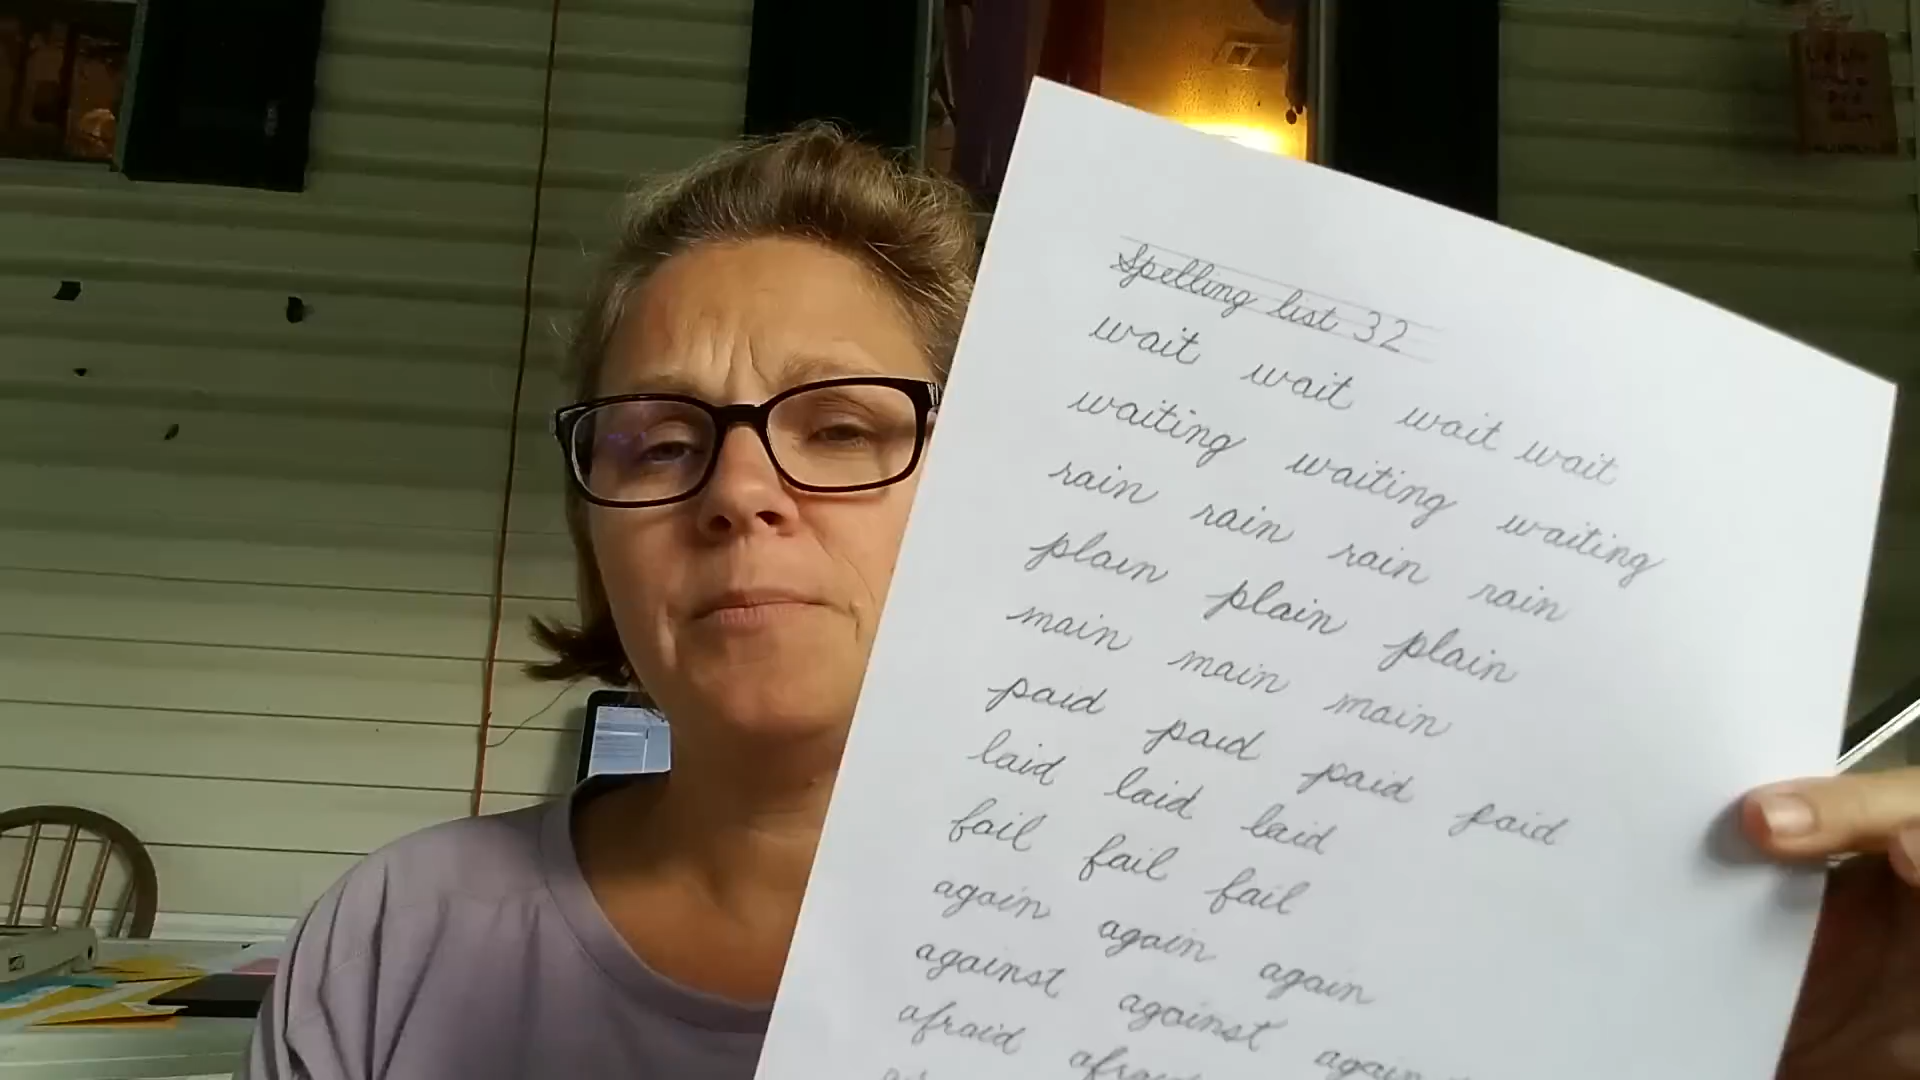 Spelling list 32
wait wait wait wait
waiting waiting waiting
rain rain rain rain
plain plain plain
main main main
paid paid paid paid
laid laid laid
fail fail fail
again again again
against against
afraid